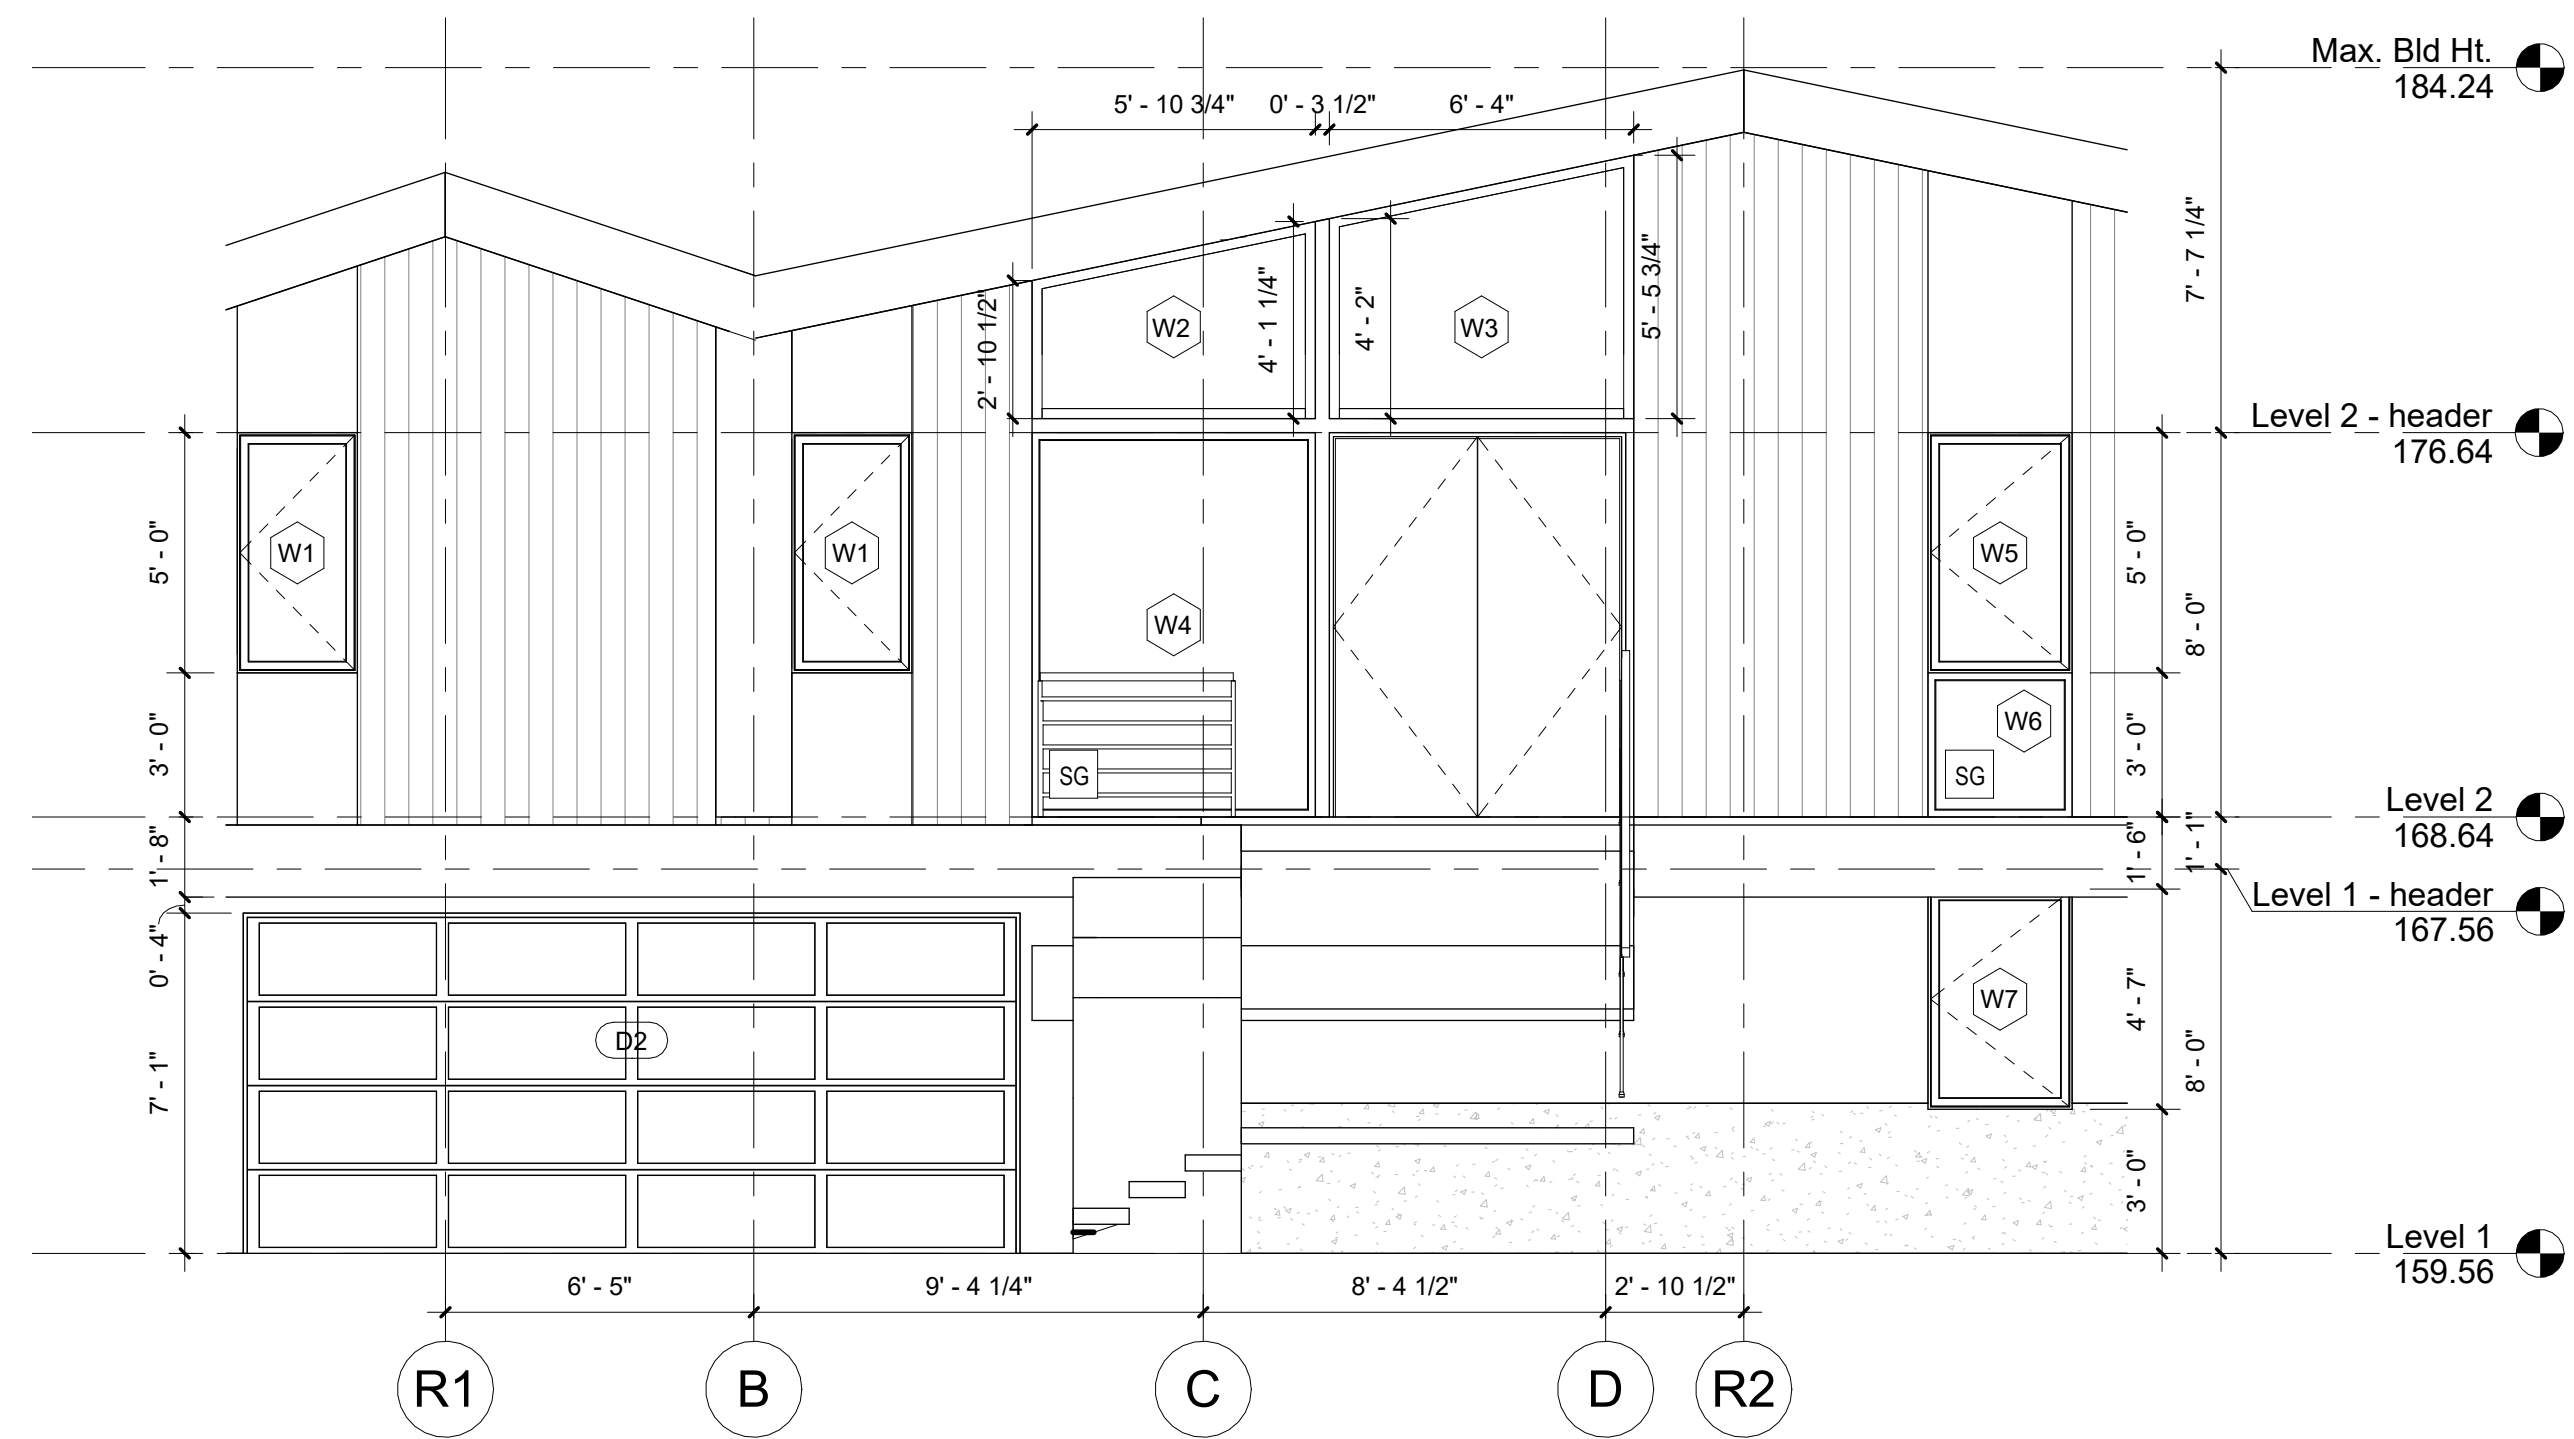 Max. Bld Ht.
184.24
5' - 10 3/4"
0' - 3 1/2"
6' - 4"
7' - 7 1/4"
2' - 10 1/2"
W2
4' - 1 1/4"
4' - 2"
W3
5' - 5 3/4"
Level 2 - header
176.64
5' - 0"
W1
W1
W4
W5
5' - 0"
8' - 0"
3' - 0"
SG
W6
SG
3' - 0"
Level 2
168.64
1' - 8"
1' - 6"
1' - 1"
Level 1 - header
167.56
0' - 4"
7' - 1"
D2
W7
4' - 7"
8' - 0"
3' - 0"
Level 1
159.56
6' - 5"
9' - 4 1/4"
8' - 4 1/2"
2' - 10 1/2"
R1
B
C
D
R2